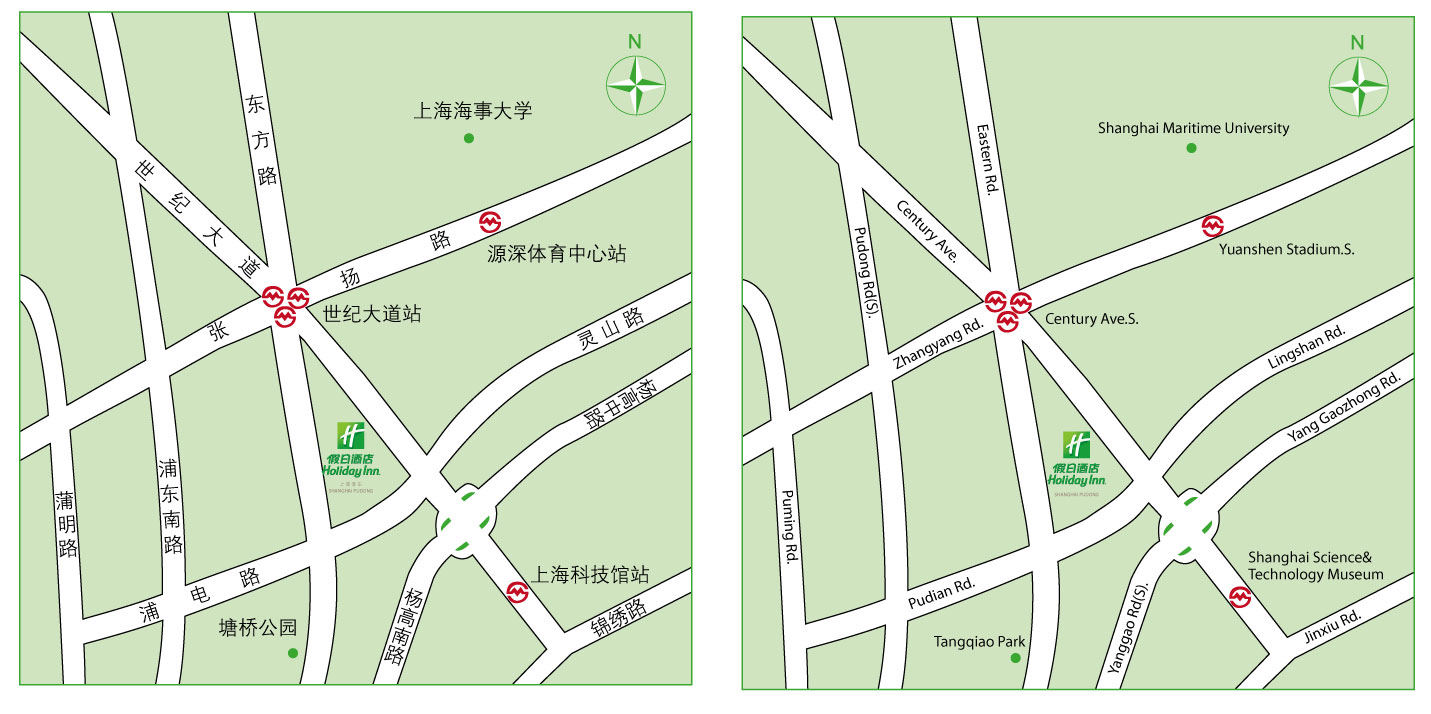 N
上海海事大学
东方路
世纪大道
源深体育中心站
张扬路
世纪大道站
灵山路
杨高中路
假日酒店
Holiday Inn
SHANGHAI PUDONG
浦东南路
蒲明路
浦电路
上海科技馆站
杨高南路
锦绣路
塘桥公园
N
Shanghai Maritime University
Eastern Rd.
Century Ave.
Pudong Rd(S).
Yuanshen Stadium.S.
Century Ave.S.
Zhangyang Rd.
Lingshan Rd.
Yang Gaozhong Rd.
假日酒店
Holiday Inn
SHANGHAI PUDONG
Puming Rd.
Shanghai Science&
Technology Museum
Pudian Rd.
Yanggao Rd(S).
Jinxiu Rd.
Tangqiao Park